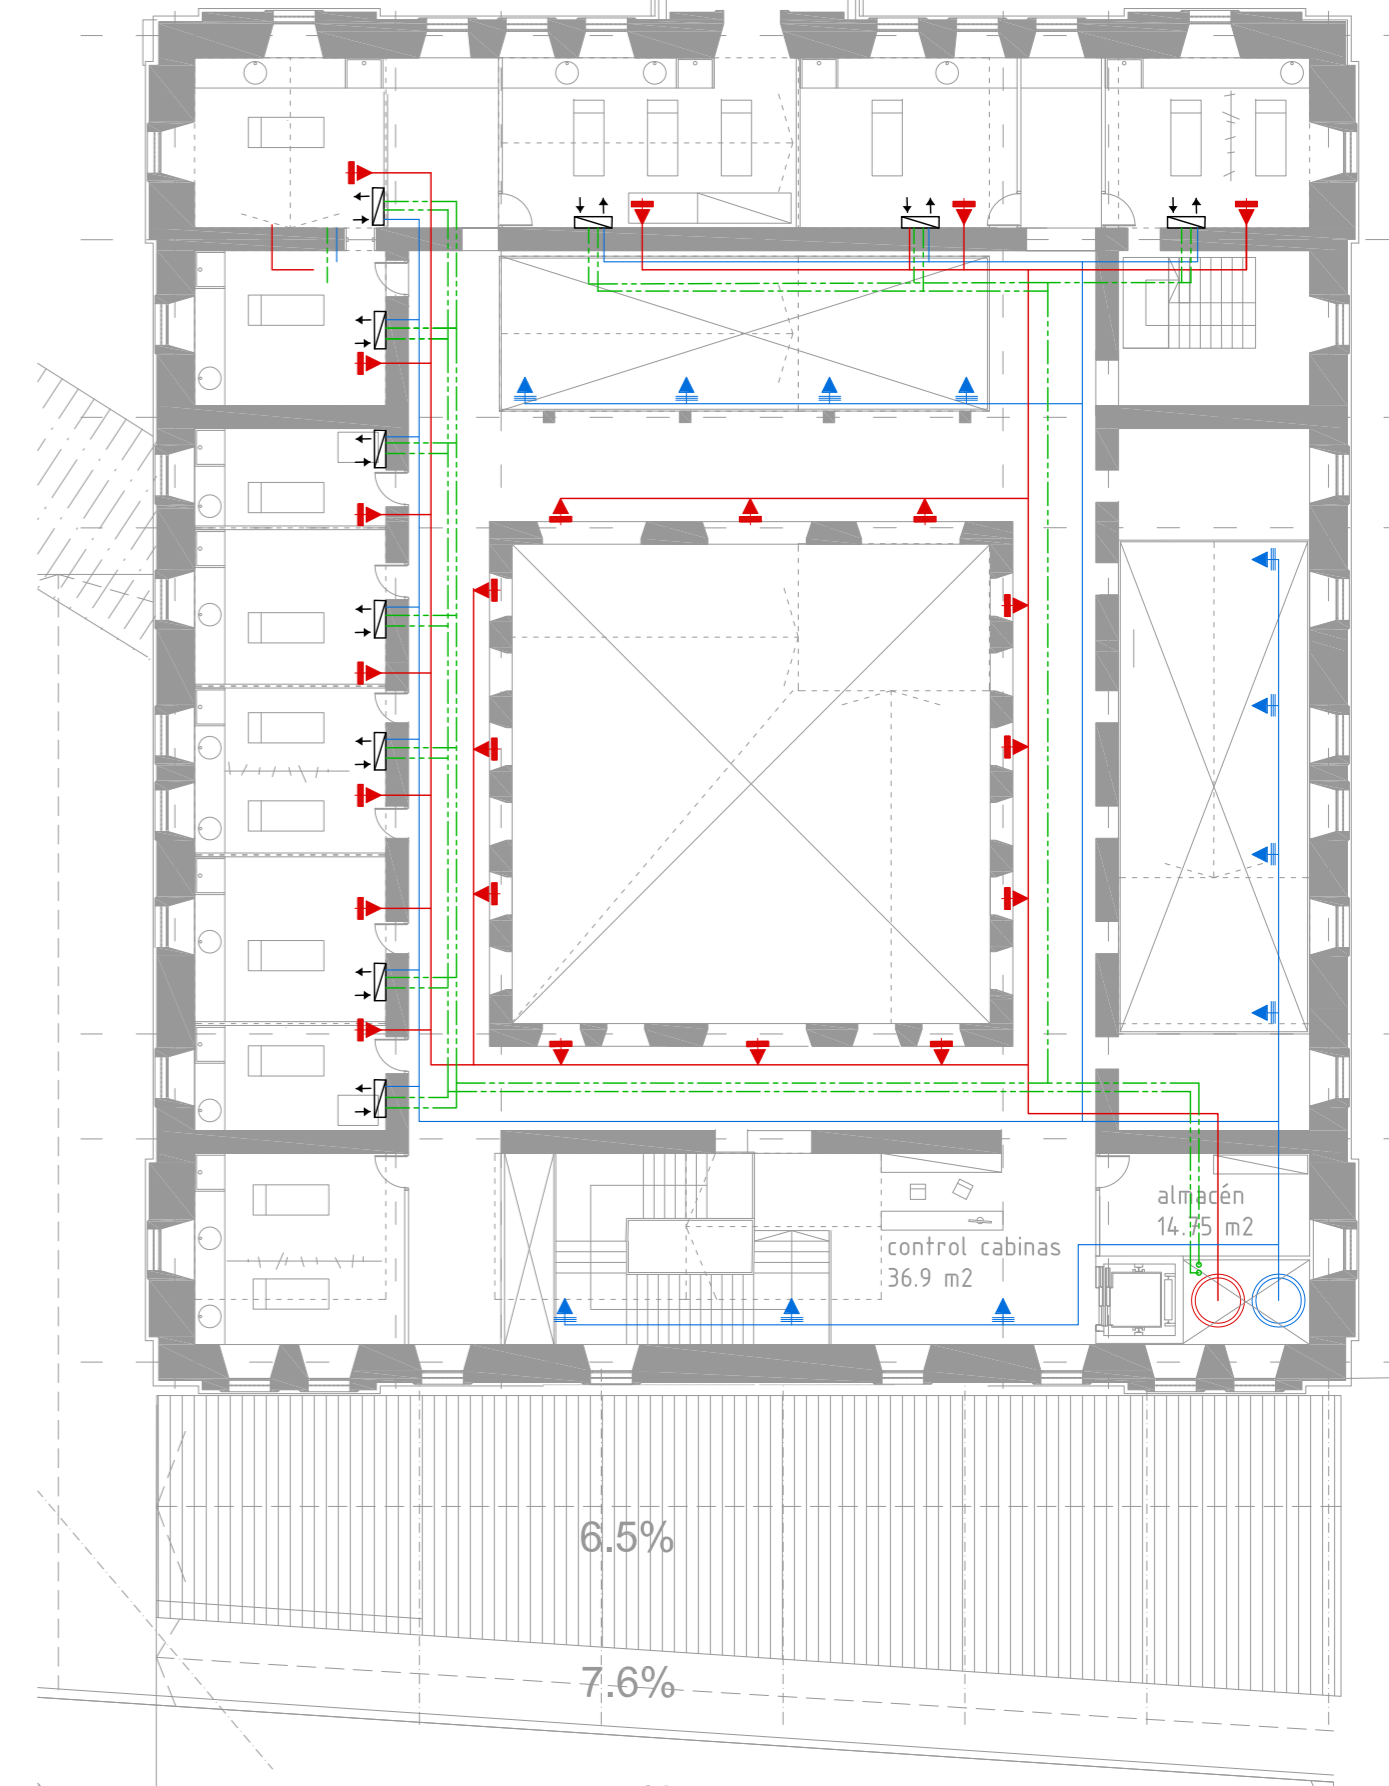 almacén
14.75 m2
control cabinas
36.9 m2
6.5%
7.6%